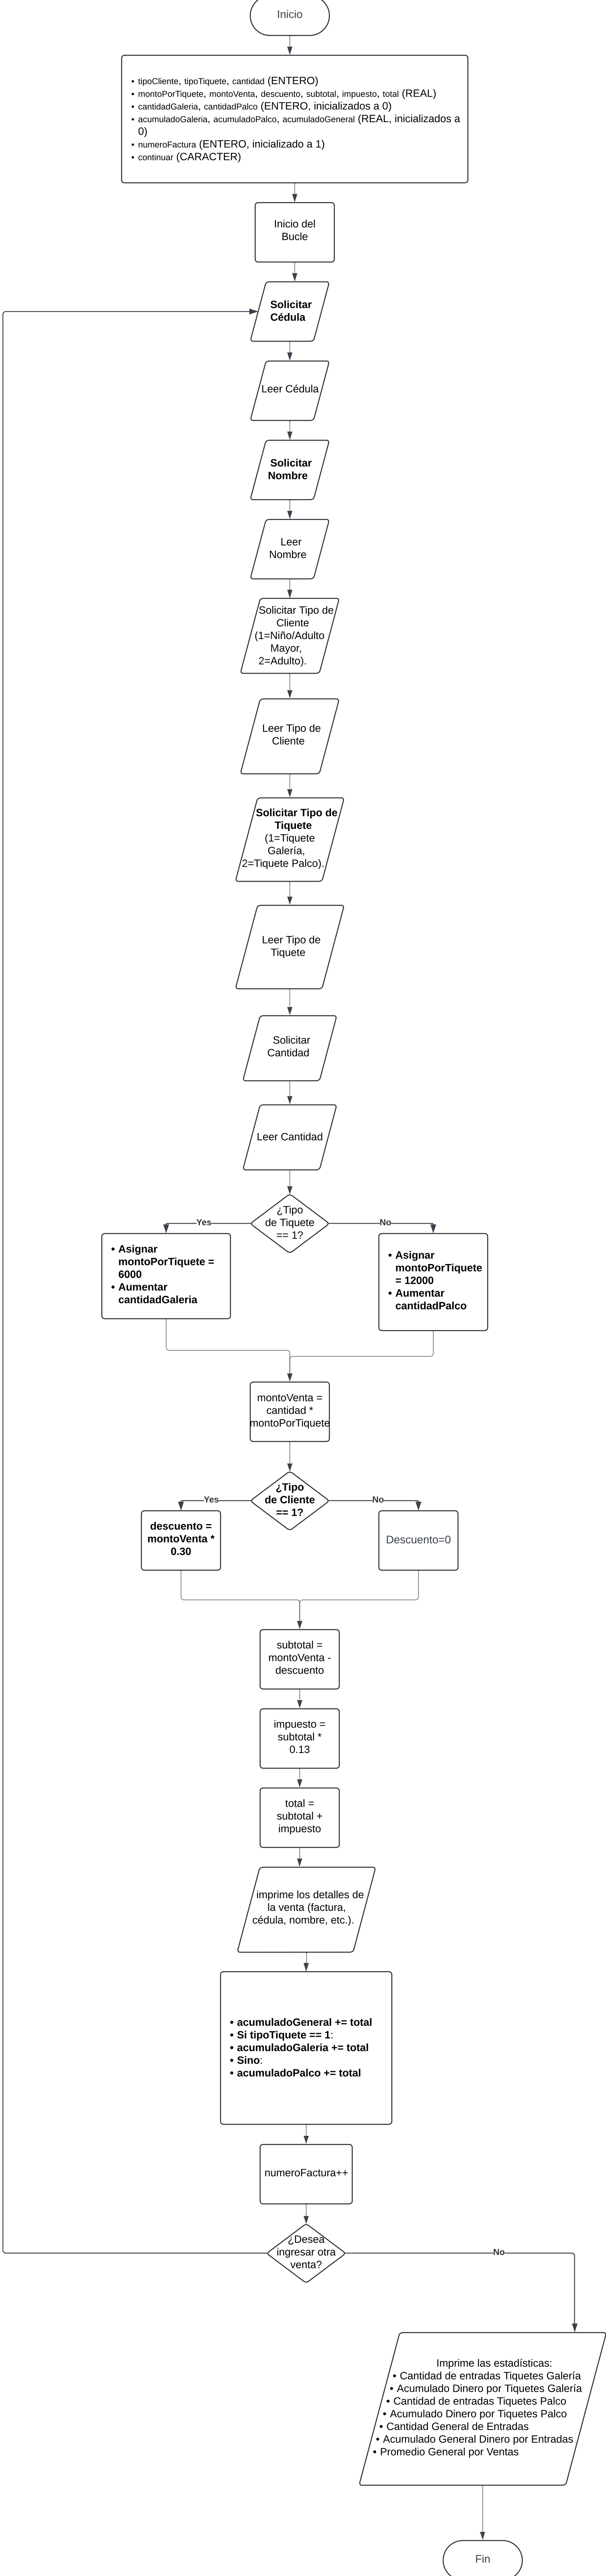 Inicio
• tipoCliente, tipoTiquete, cantidad (ENTERO)
• montoPorTiquete, montoVenta, descuento, subtotal, impuesto, total (REAL)
• cantidadGaleria, cantidadPalco (ENTERO, inicializados a 0)
• acumuladoGaleria, acumuladoPalco, acumuladoGeneral (REAL, inicializados a
0)
• numeroFactura (ENTERO, inicializado a 1)
• continuar (CARACTER)
Inicio del
Bucle
Solicitar
Cédula
Leer Cédula
Solicitar
Nombre
Leer
Nombre
Solicitar Tipo de
Cliente
(1=Niño/Adulto
Mayor,
2=Adulto).
Leer Tipo de
Cliente
Solicitar Tipo de
Tiquete
(1=Tiquete
Galería,
2=Tiquete Palco).
Leer Tipo de
Tiquete
Solicitar
Cantidad
Leer Cantidad
¿Tipo
de Tiquete
== 1?
Yes
No
• Asignar
montoPorTiquete =
6000
• Aumentar
cantidadGaleria
• Asignar
montoPorTiquete
= 12000
• Aumentar
cantidadPalco
montoVenta =
cantidad *
montoPorTiquete
¿Tipo
de Cliente
== 1?
Yes
No
descuento =
montoVenta *
0.30
Descuento=0
subtotal =
montoVenta -
descuento
impuesto =
subtotal *
0.13
total =
subtotal +
impuesto
imprime los detalles de
la venta (factura,
cédula, nombre, etc.).
• acumuladoGeneral += total
• Si tipoTiquete == 1:
• acumuladoGaleria += total
• Sino:
• acumuladoPalco += total
numeroFactura++
¿Desea
ingresar otra
venta?
No
Imprime las estadísticas:
• Cantidad de entradas Tiquetes Galería
• Acumulado Dinero por Tiquetes Galería
• Cantidad de entradas Tiquetes Palco
• Acumulado Dinero por Tiquetes Palco
• Cantidad General de Entradas
• Acumulado General Dinero por Entradas
• Promedio General por Ventas
Fin